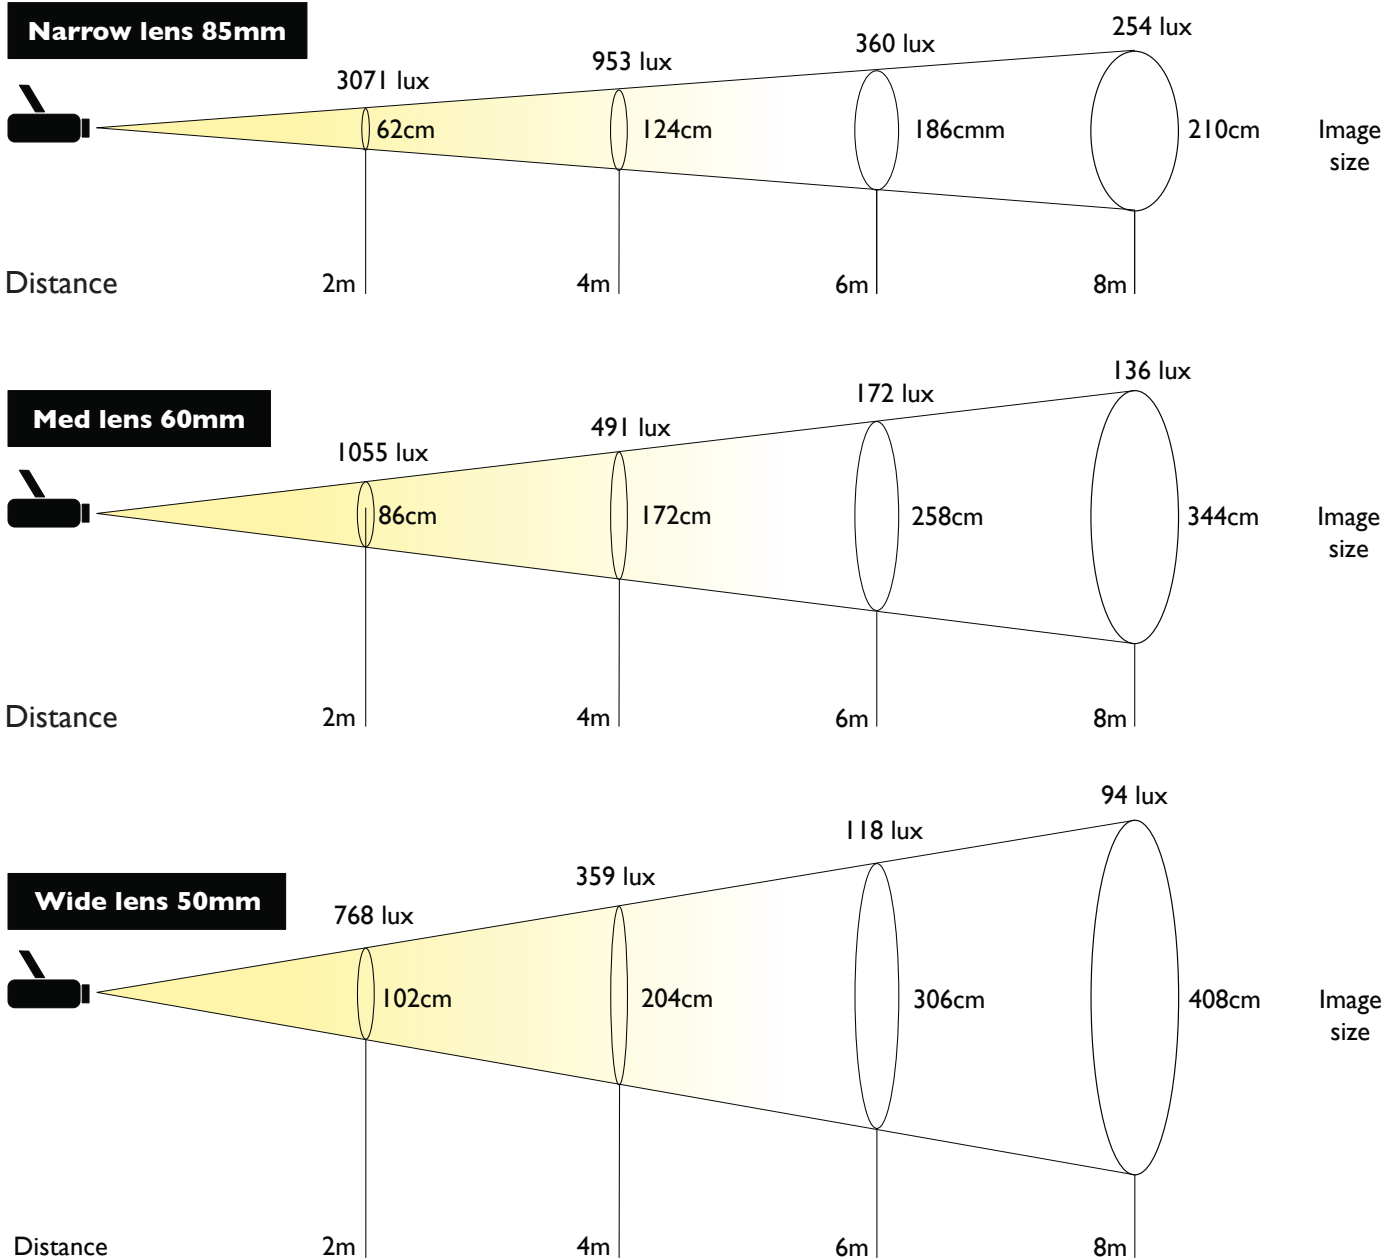 Narrow lens 85mm
3071 lux
953 lux
360 lux
254 lux
62cm
124cm
186cmm
210cm
Image
size
Distance
2m
4m
6m
8m
Med lens 60mm
1055 lux
491 lux
172 lux
136 lux
86cm
172cm
258cm
344cm
Image
size
Distance
2m
4m
6m
8m
Wide lens 50mm
768 lux
359 lux
118 lux
94 lux
102cm
204cm
306cm
408cm
Image
size
Distance
2m
4m
6m
8m